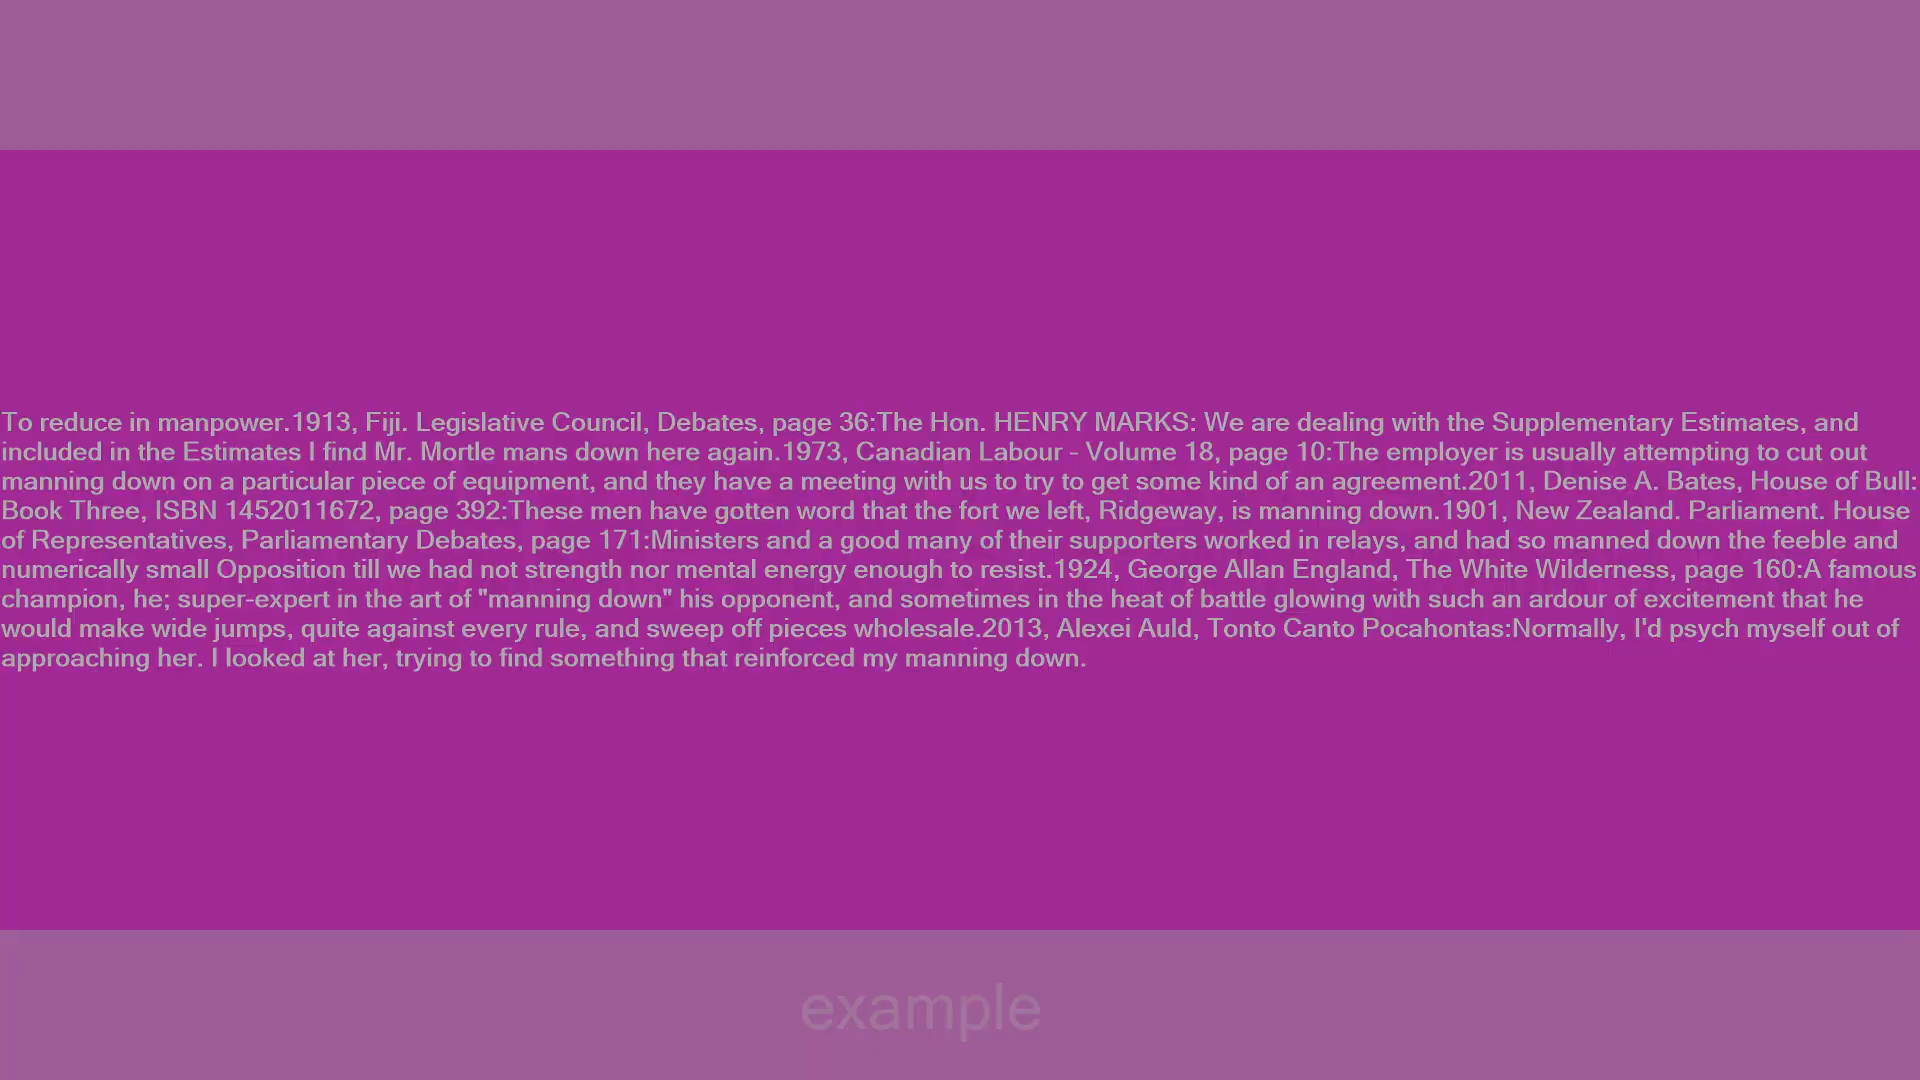 To reduce in manpower.1913, Fiji. Legislative Council, Debates, page 36:The Hon. HENRY MARKS: We are dealing with the Supplementary Estimates, and
included in the Estimates I find Mr. Mortle mans down here again.1973, Canadian Labour - Volume 18, page 10:The employer is usually attempting to cut out
manning down on a particular piece of equipment, and they have a meeting with us to try to get some kind of an agreement.2011, Denise A. Bates, House of Bull:
Book Three, ISBN 1452011672, page 392:These men have gotten word that the fort we left, Ridgeway, is manning down.1901, New Zealand. Parliament. House
of Representatives, Parliamentary Debates, page 171:Ministers and a good many of their supporters worked in relays, and had so manned down the feeble and
numerically small Opposition till we had not strength nor mental energy enough to resist.1924, George Allan England, The White Wilderness, page 160:A famous
champion, he; super-expert in the art of "manning down" his opponent, and sometimes in the heat of battle glowing with such an ardour of excitement that he
would make wide jumps, quite against every rule, and sweep off pieces wholesale.2013, Alexei Auld, Tonto Canto Pocahontas:Normally, I'd psych myself out of
approaching her. I looked at her, trying to find something that reinforced my manning down.
example